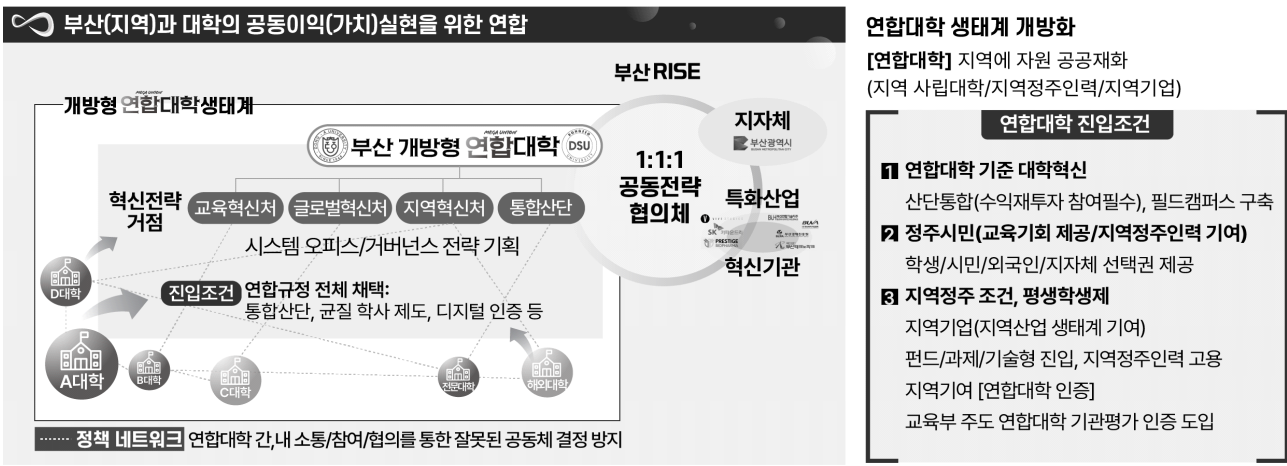 부산(지역)과 대학의 공동이익(가치)실현을 위한 연합
부산 RISE
MEGA UNION
개방형 연합대학생태계
MEGA UNION
부산 개방형 연합대학
DSU
지자체
부산광역시
1:1:1
공동전략
협의체
특화산업
SK
PRESTIGE
혁신기관
혁신전략
거점
교육혁신처
글로벌혁신처
지역혁신처
통합산단
시스템 오피스/거버넌스 전략 기획
D대학
진입조건
연합규정 전체 채택:
통합산단, 균질 학사 제도, 디지털 인증 등
A대학
B대학
C대학
전문대학
해외대학
정책 네트워크 연합대학 간,내 소통/참여/협의를 통한 잘못된 공동체 결정 방지
연합대학 생태계 개방화
[연합대학] 지역에 자원 공공재화
(지역 사립대학/지역정주인력/지역기업)
연합대학 진입조건
1 연합대학 기준 대학혁신
산단통합(수익재투자 참여필수), 필드캠퍼스 구축
2 정주시민(교육기회 제공/지역정주인력 기여)
학생/시민/외국인/지자체 선택권 제공
3 지역정주 조건, 평생학생제
지역기업(지역산업 생태계 기여)
펀드/과제/기술형 진입, 지역정주인력 고용
지역기여 [연합대학 인증]
교육부 주도 연합대학 기관평가 인증 도입